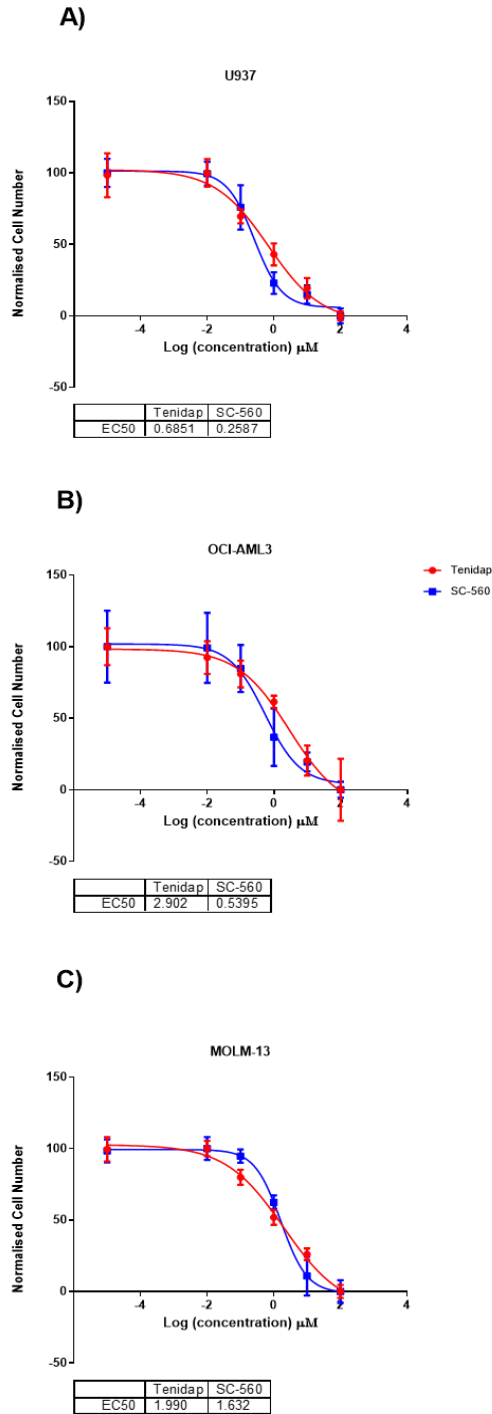 A)
U937
150
100
50
0
-50
Normalised Cell Number
-4 -2 0 2 4
Log (concentration) μM
Tenidap SC-560
EC50 0.6851 0.2587
B)
OCI-AML3
Tenidap
SC-560
150
100
50
0
-50
Normalised Cell Number
-4 -2 0 2 4
Log (concentration) μM
Tenidap SC-560
EC50 2.902 0.5395
C)
MOLM-13
150
100
50
0
-50
Normalised Cell Number
-4 -2 0 2 4
Log (concentration) μM
Tenidap SC-560
EC50 1.990 1.632